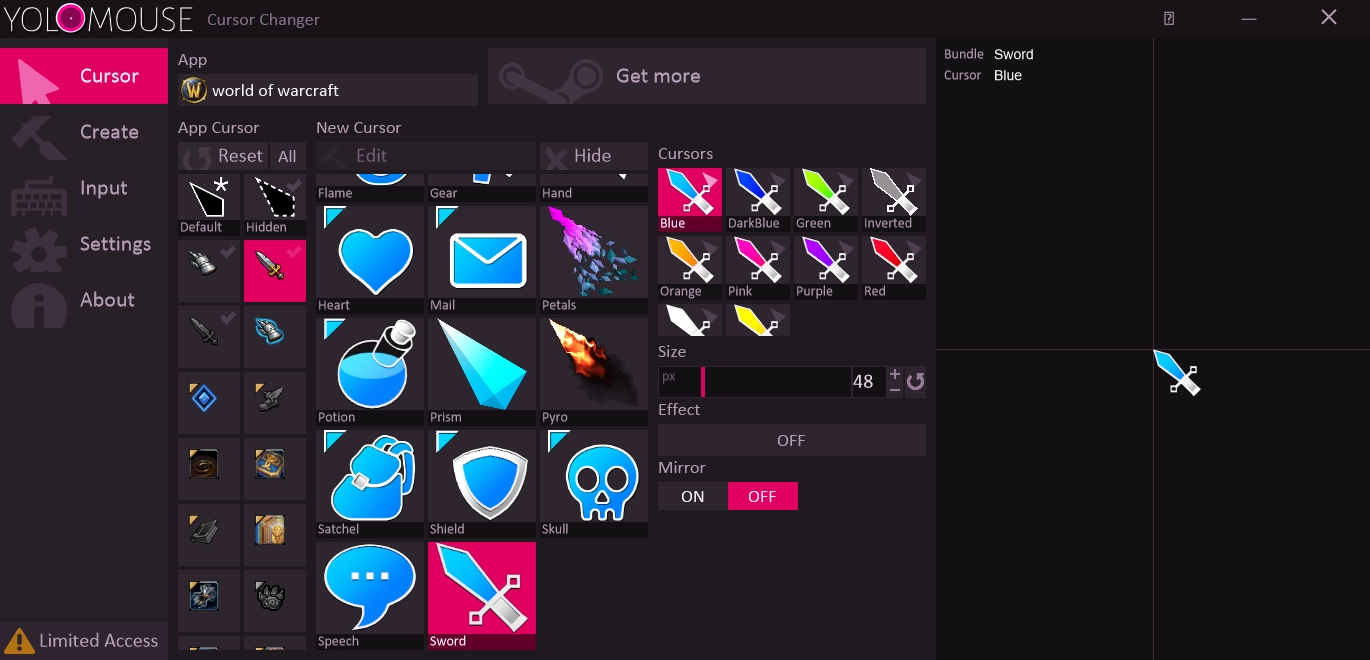 YOLOMOUSE Cursor Changer
Cursor
Create
Input
Settings
About
Limited Access
App
world of warcraft
Get more
App Cursor
Reset All
Default Hidden
New Cursor
Edit Hide
Flame Gear Hand
Heart Mail Petals
Potion Prism Pyro
Satchel Shield Skull
Speech Sword
Cursors
Blue DarkBlue Green Inverted
Orange Pink Purple Red
Size
px 48 + −
Effect
OFF
Mirror
ON OFF
Bundle Sword
Cursor Blue